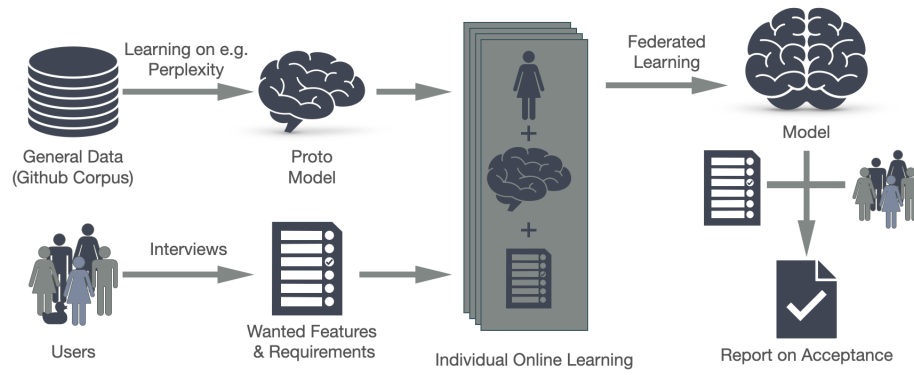 Learning on e.g.
Perplexity
General Data
(Github Corpus)
Proto
Model
Federated
Learning
Model
Interviews
Users
Wanted Features
& Requirements
+
+
Individual Online Learning
Report on Acceptance